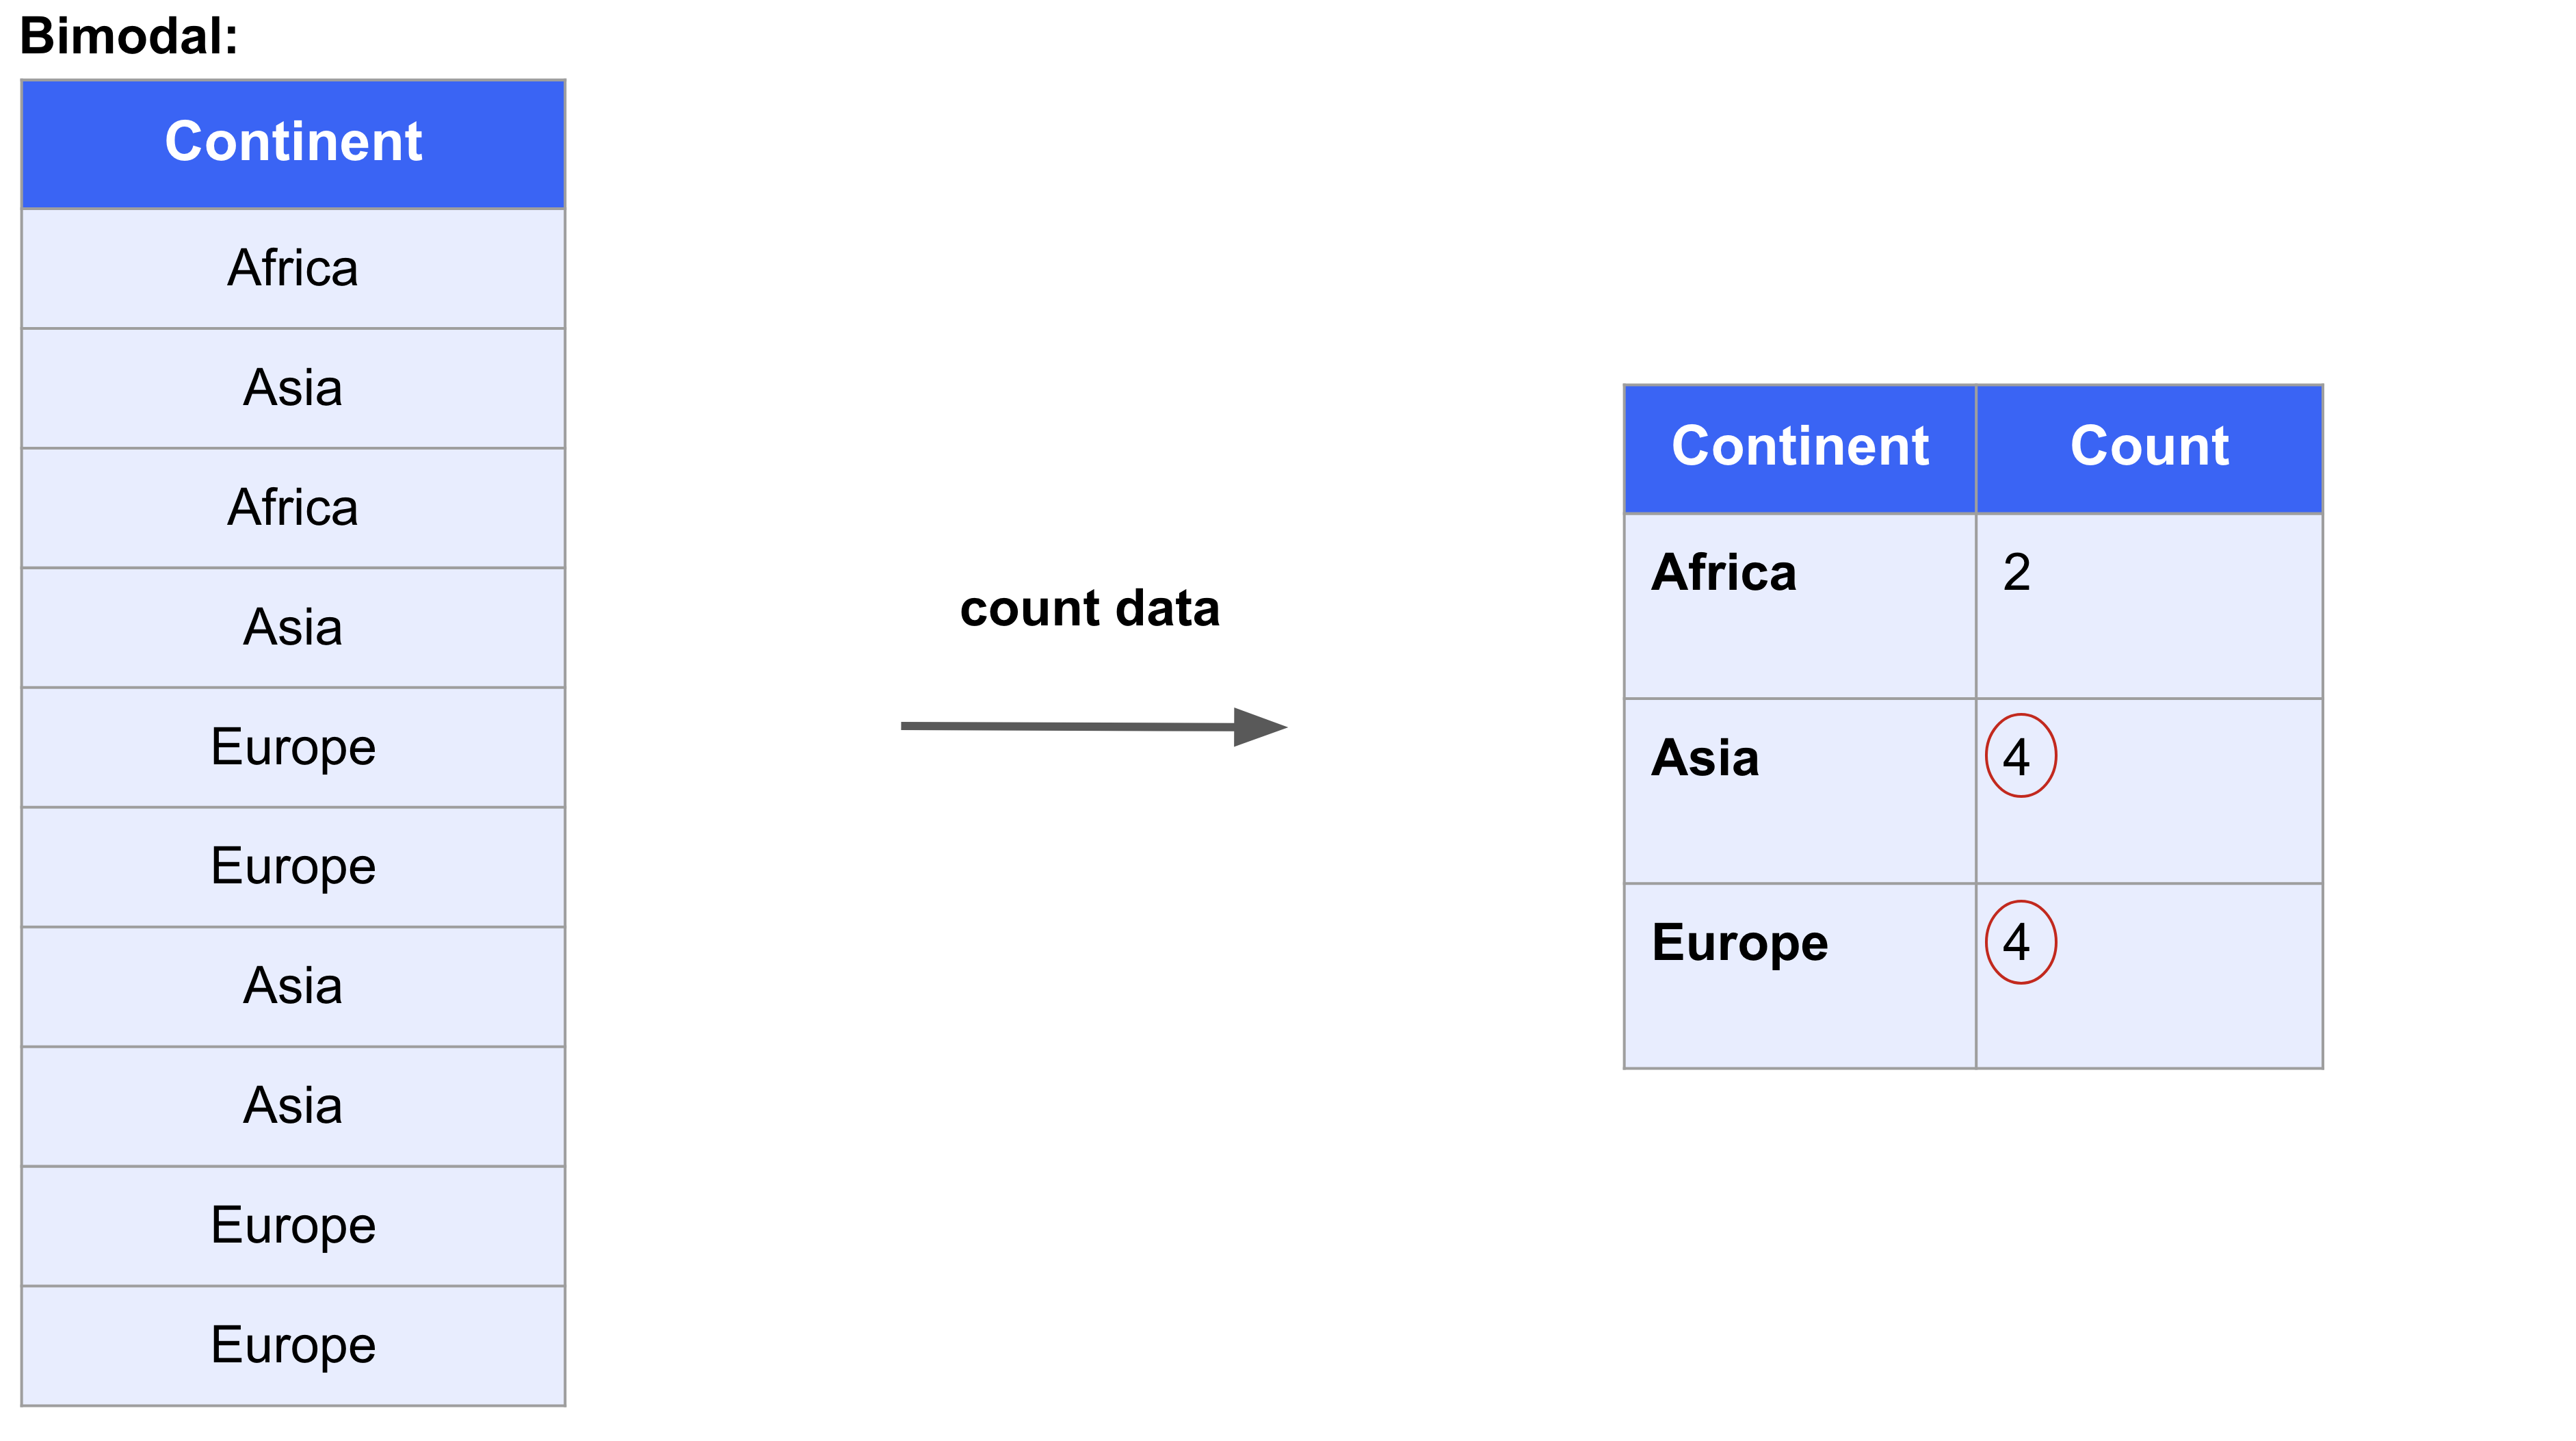 Bimodal:
Continent
Africa
Asia
Africa
Asia
Europe
Europe
Asia
Asia
Europe
Europe
count data
Continent Count
Africa 2
Asia 4
Europe 4